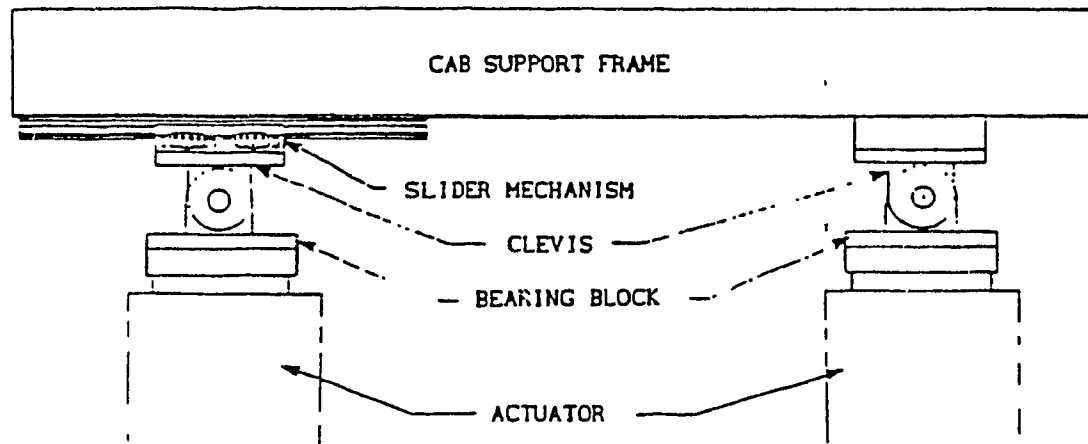 CAB SUPPORT FRAME
SLIDER MECHANISM
CLEVIS
BEARING BLOCK
ACTUATOR